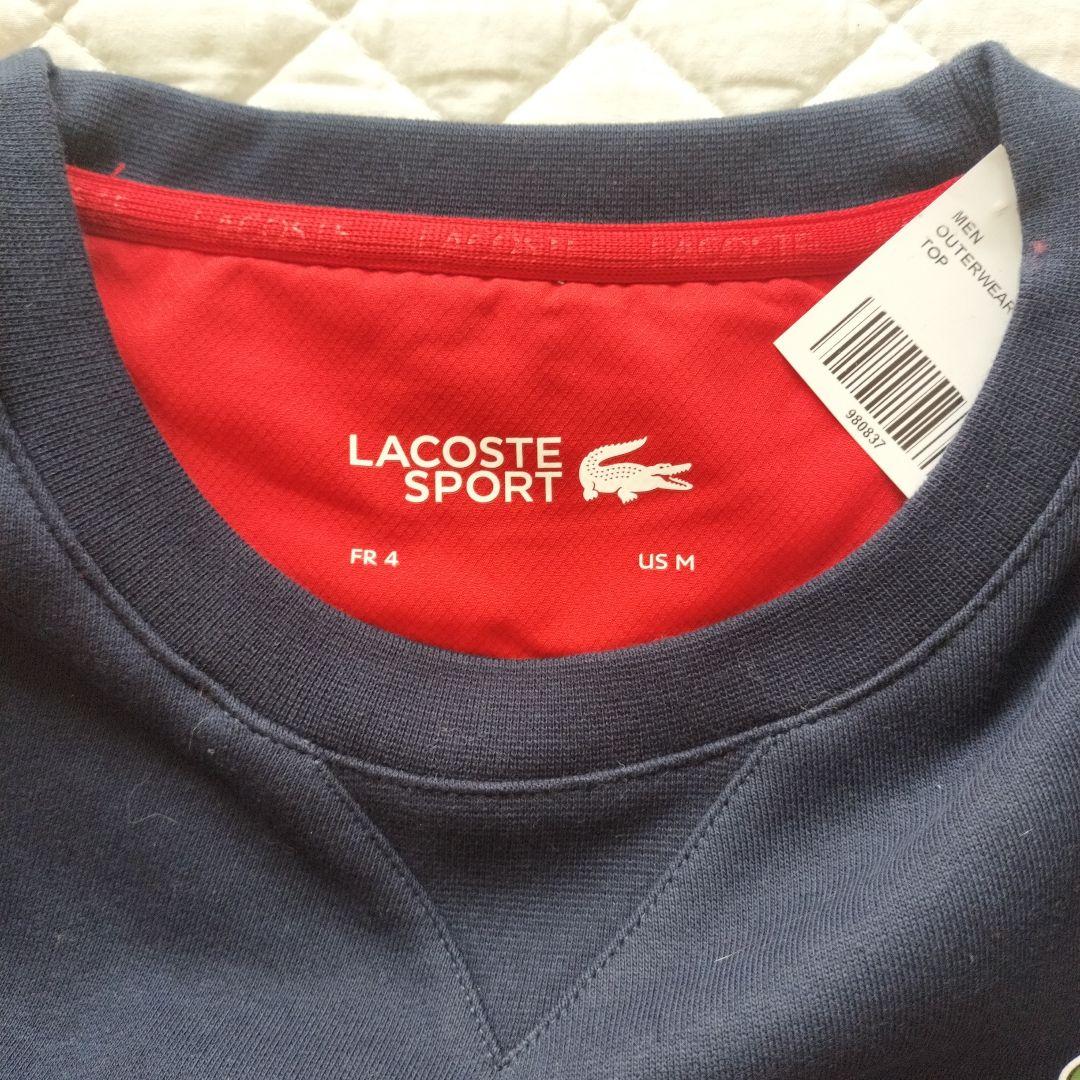 LACOSTE LACOSTE LACOSTE
MEN
OUTERWEAR
TOP
980837
LACOSTE
SPORT
FR 4
US M